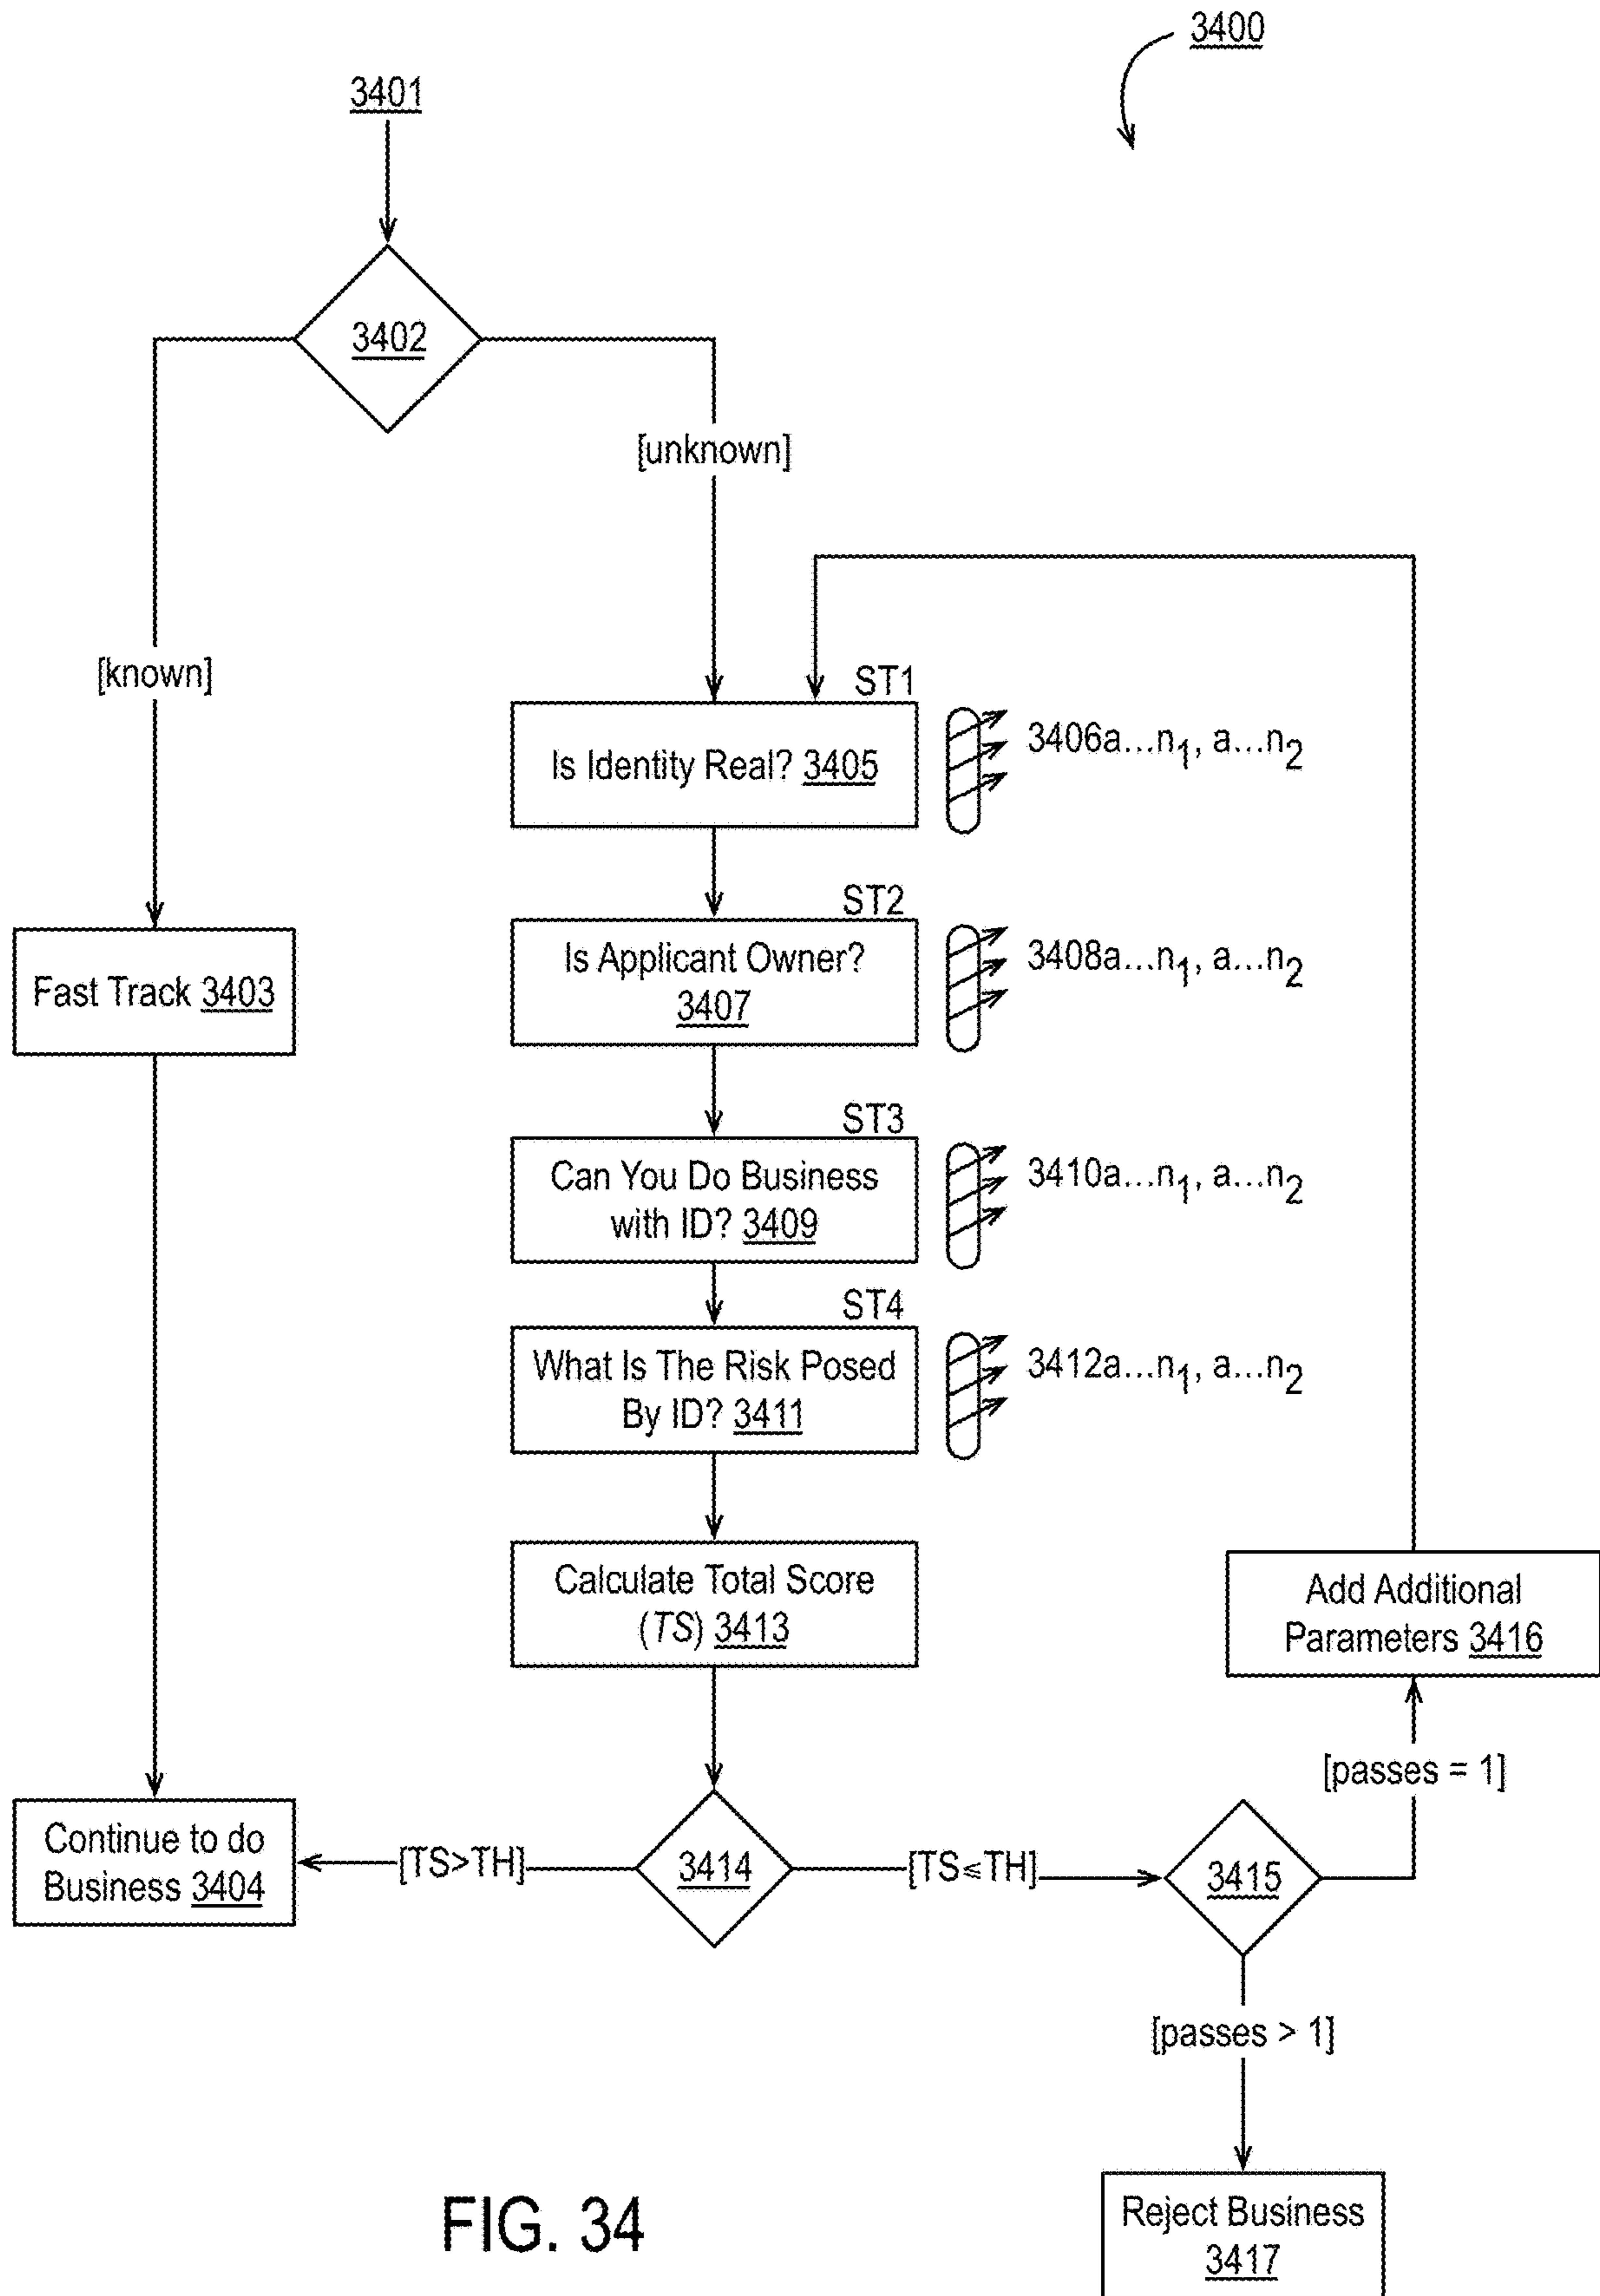 3400
3401
3402
[unknown]
[known]
ST1
Is Identity Real? 3405
3406a...n1, a...n2
ST2
Is Applicant Owner?
3407
3408a...n1, a...n2
Fast Track 3403
ST3
Can You Do Business
with ID? 3409
3410a...n1, a...n2
ST4
What Is The Risk Posed
By ID? 3411
3412a...n1, a...n2
Calculate Total Score
(TS) 3413
Add Additional
Parameters 3416
[passes = 1]
Continue to do
Business 3404
[TS>TH]
3414
[TS≤TH]
3415
[passes > 1]
Reject Business
3417
FIG. 34